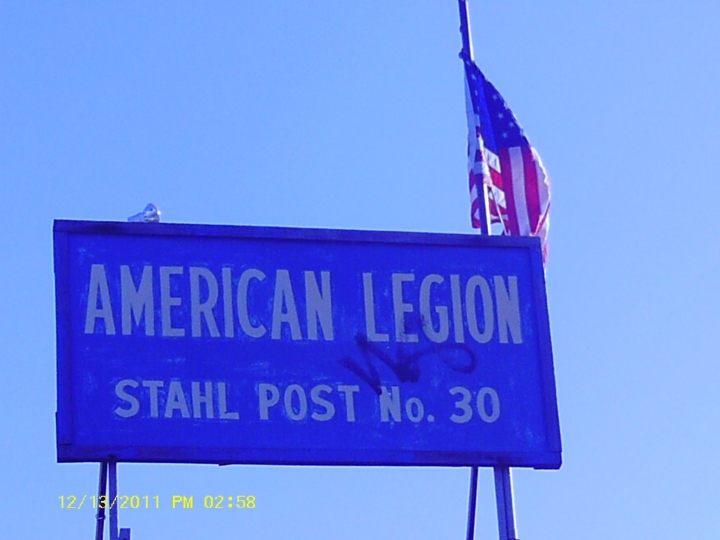 AMERICAN LEGION
STAHL POST No. 30
12/13/2011 PM 02:58